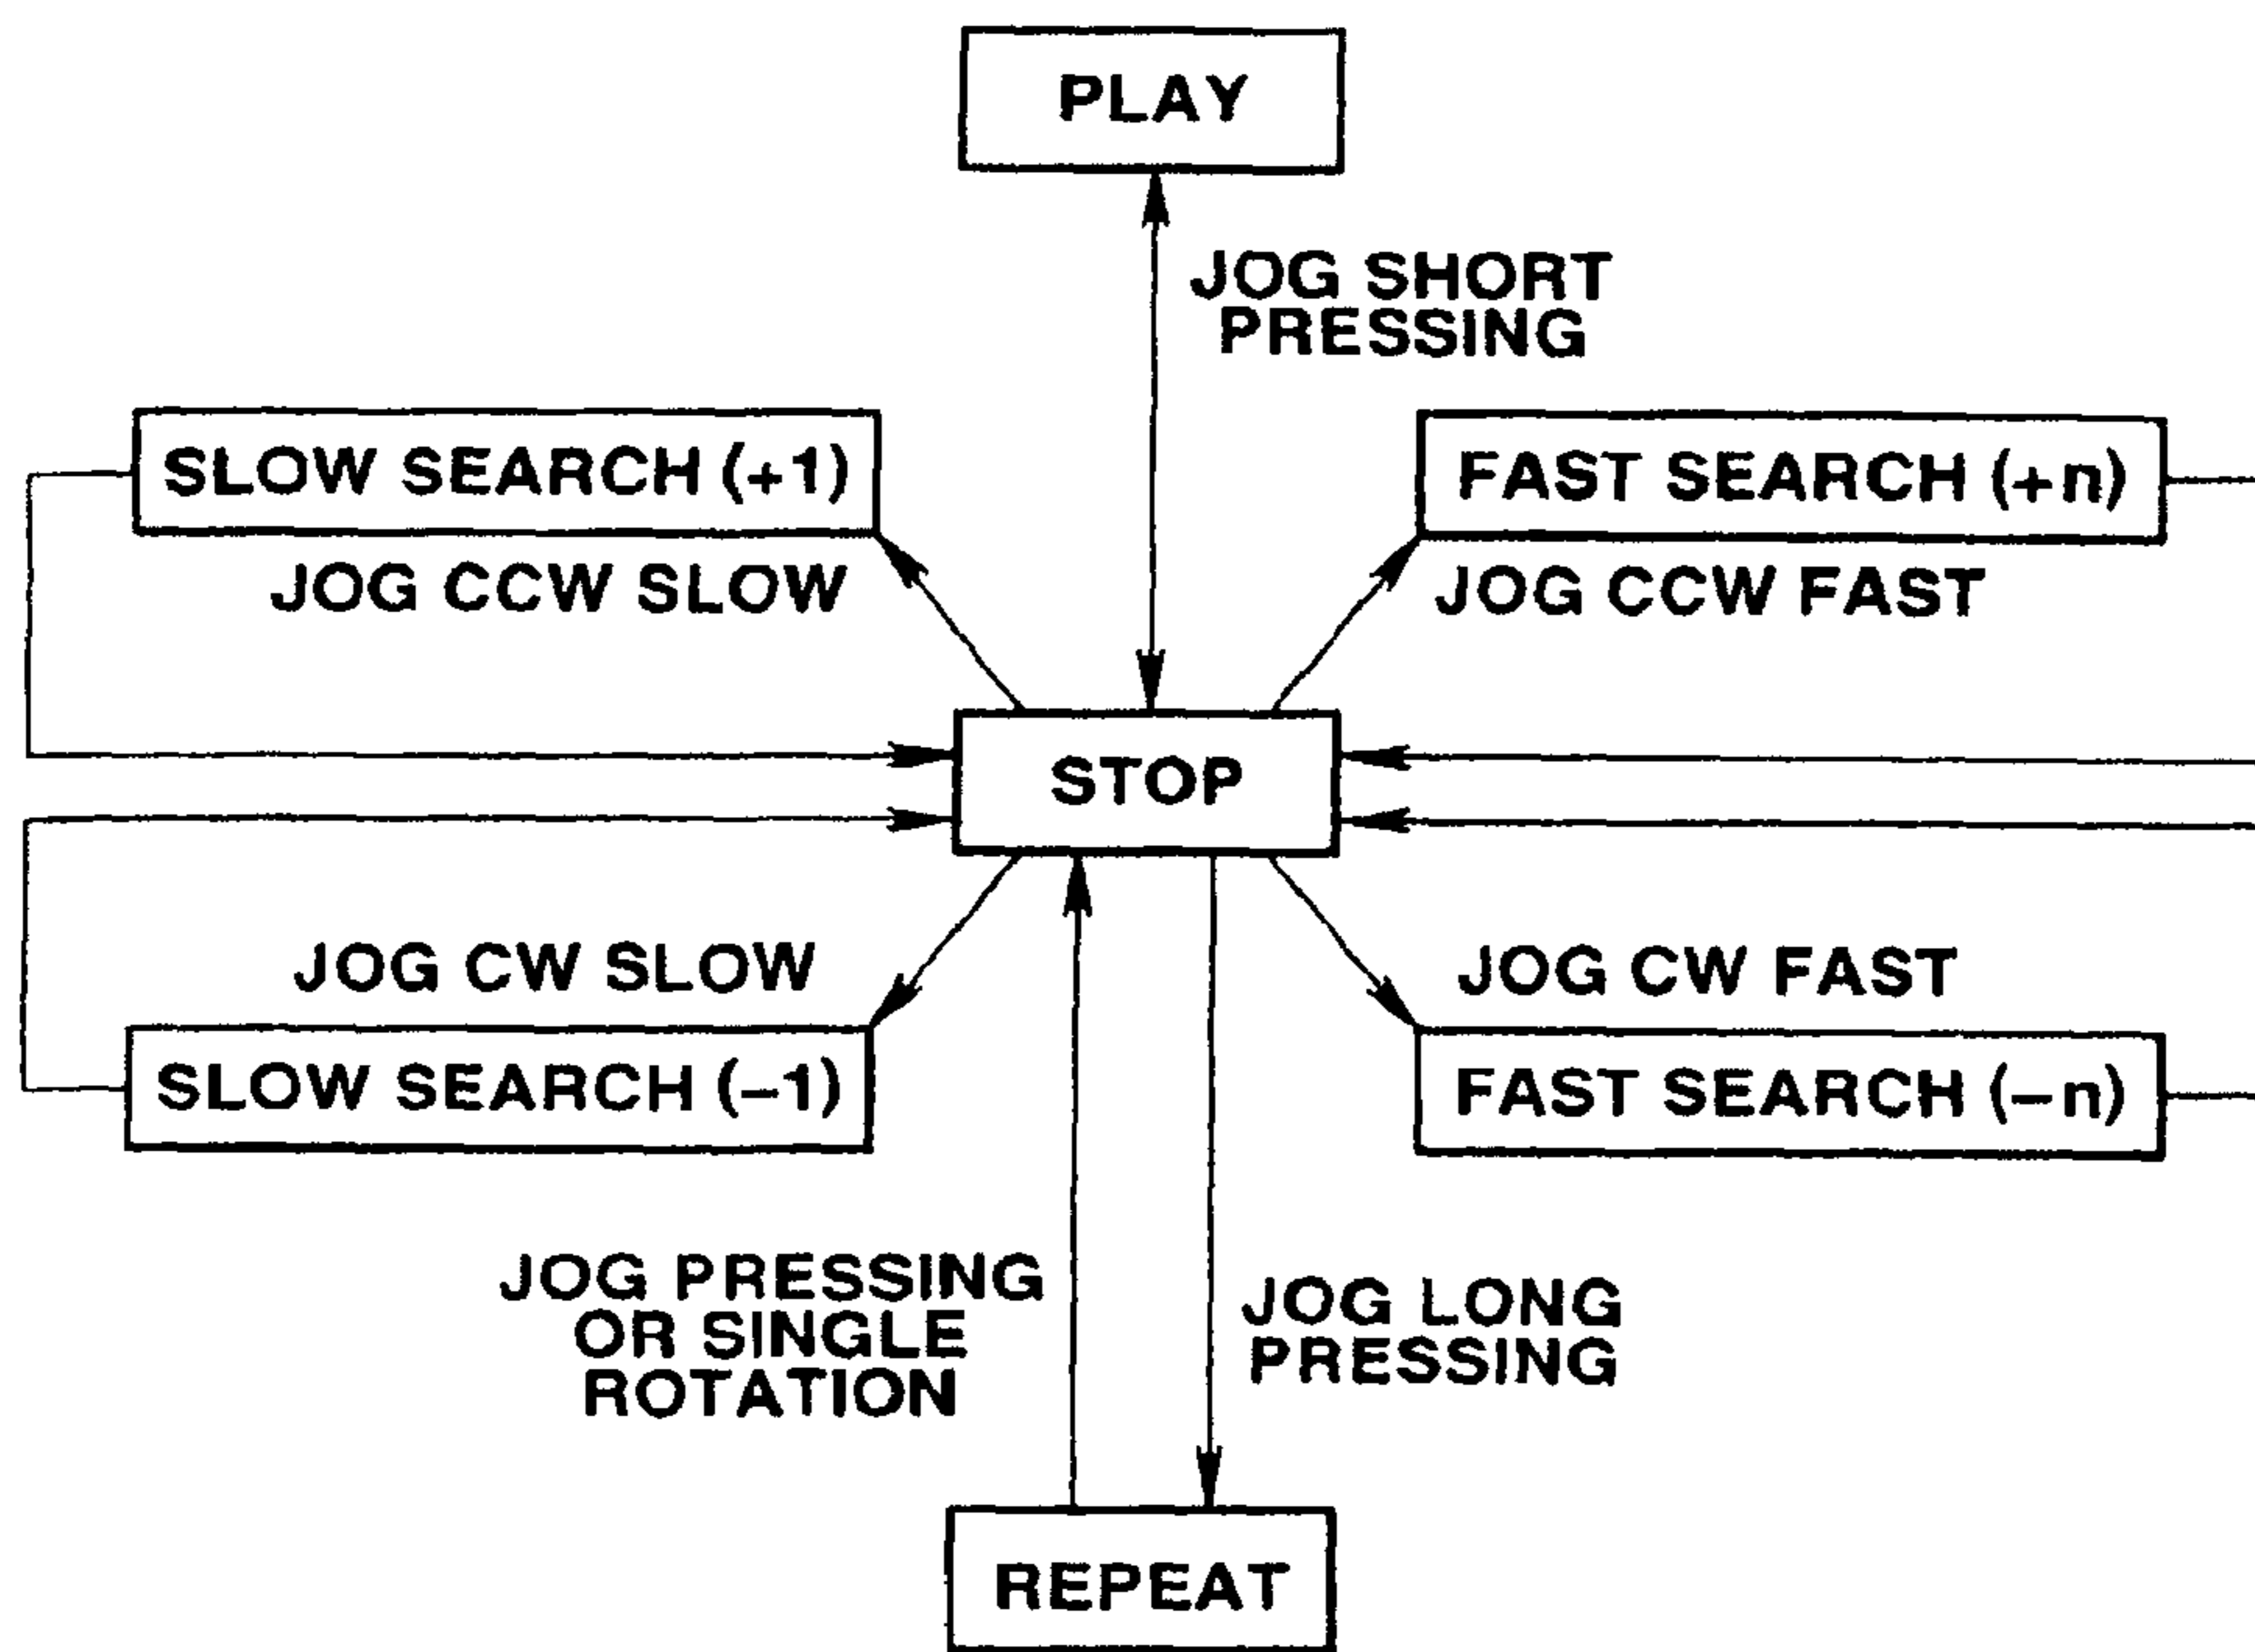 PLAY
JOG SHORT
PRESSING
SLOW SEARCH (+1)
FAST SEARCH (+n)
JOG CCW SLOW
JOG CCW FAST
STOP
JOG CW SLOW
JOG CW FAST
SLOW SEARCH (–1)
FAST SEARCH (–n)
JOG PRESSING
OR SINGLE
ROTATION
JOG LONG
PRESSING
REPEAT